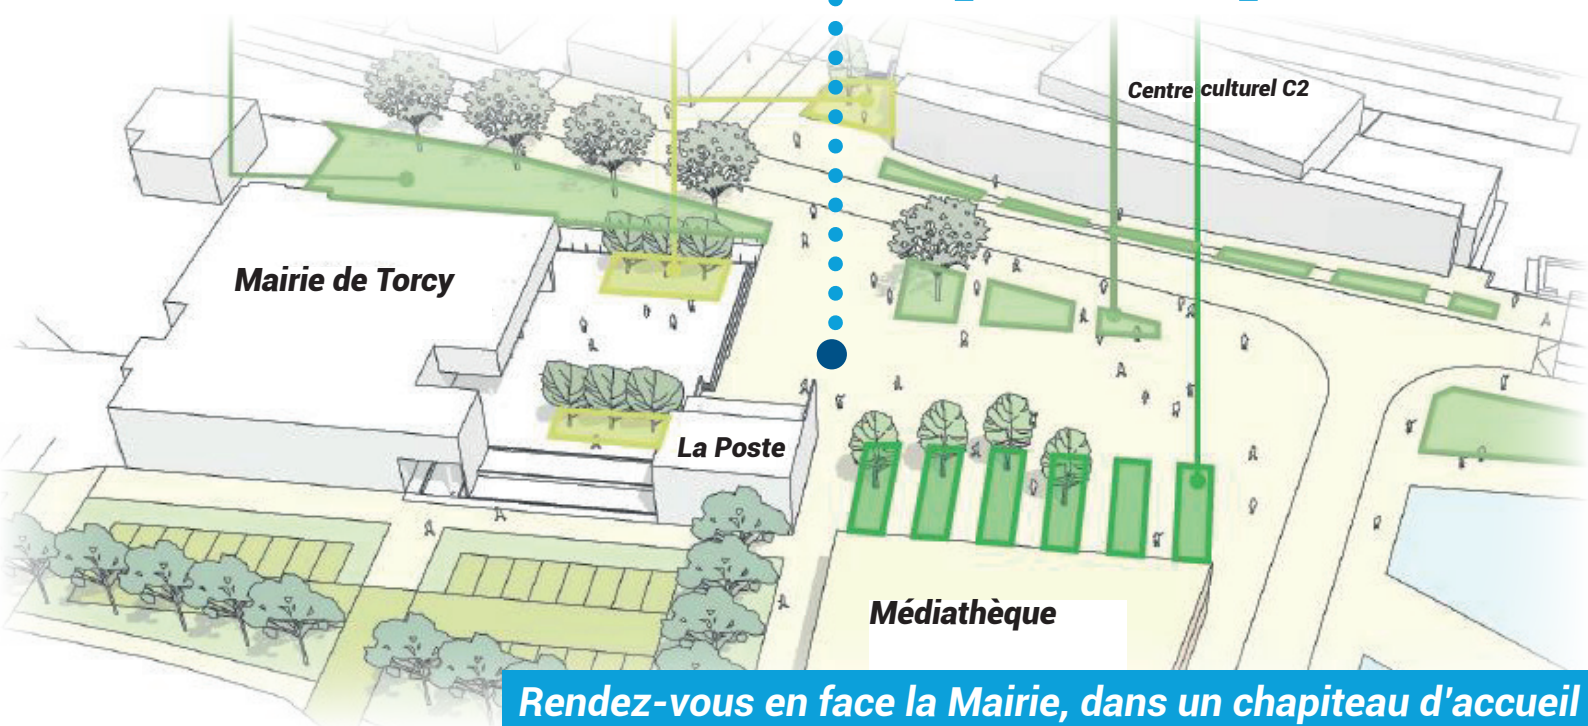 Centre culturel C2
Mairie de Torcy
La Poste
Médiathèque
Rendez-vous en face la Mairie, dans un chapiteau d'accueil